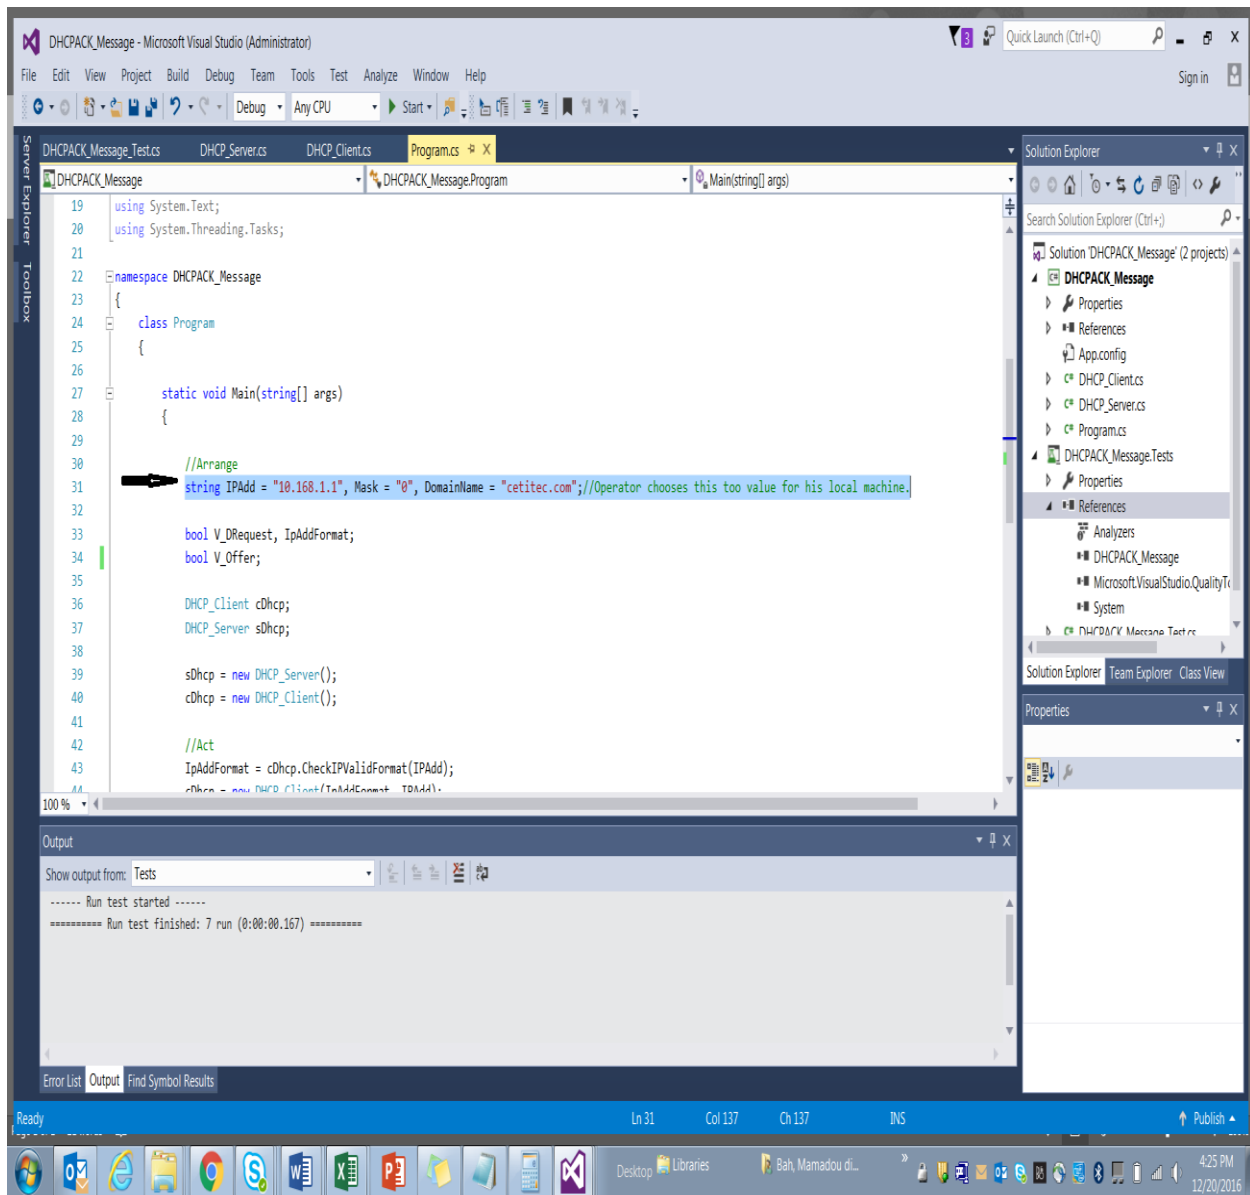 DHCPACK_Message - Microsoft Visual Studio (Administrator)
3
Quick Launch (Ctrl+Q)
File Edit View Project Build Debug Team Tools Test Analyze Window Help
Sign in
Debug Any CPU Start
Server Explorer
Toolbox
DHCPACK_Message_Test.cs DHCP_Server.cs DHCP_Client.cs Program.cs
DHCPACK_Message DHCPACK_Message.Program Main(string[] args)
19 using System.Text;
20 using System.Threading.Tasks;
21
22 namespace DHCPACK_Message
23 {
24 class Program
25 {
26
27 static void Main(string[] args)
28 {
29
30 //Arrange
31 string IPAdd = "10.168.1.1", Mask = "0", DomainName = "cetitec.com";//Operator chooses this too value for his local machine.
32
33 bool V_DRequest, IpAddFormat;
34 bool V_Offer;
35
36 DHCP_Client cDhcp;
37 DHCP_Server sDhcp;
38
39 sDhcp = new DHCP_Server();
40 cDhcp = new DHCP_Client();
41
42 //Act
43 IpAddFormat = cDhcp.CheckIPValidFormat(IPAdd);
44 cDhcp = new DHCP_Client(IpAddFormat, IPAdd);
100 %
Solution Explorer
Search Solution Explorer (Ctrl+;)
Solution 'DHCPACK_Message' (2 projects)
DHCPACK_Message
Properties
References
App.config
DHCP_Client.cs
DHCP_Server.cs
Program.cs
DHCPACK_Message.Tests
Properties
References
Analyzers
DHCPACK_Message
Microsoft.VisualStudio.QualityTo
System
DHCPACK_Message_Test.cs
Solution Explorer Team Explorer Class View
Properties
Output
Show output from: Tests
------ Run test started ------
========== Run test finished: 7 run (0:00:00.167) ==========
Error List Output Find Symbol Results
Ready Ln 31 Col 137 Ch 137 INS Publish
Desktop Libraries Bah, Mamadou di...
4:25 PM
12/20/2016